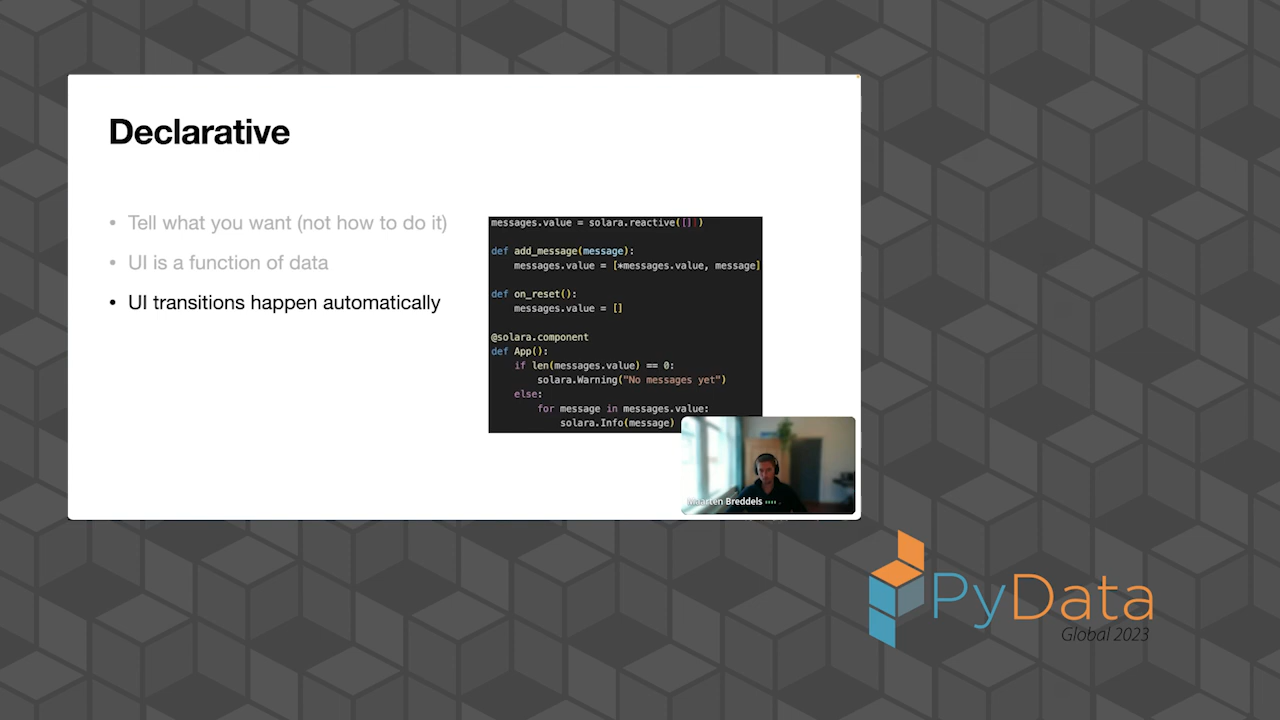 Declarative
• Tell what you want (not how to do it)
• UI is a function of data
• UI transitions happen automatically
messages.value = solara.reactive([])
def add_message(message):
    messages.value = [*messages.value, message]
def on_reset():
    messages.value = []
@solara.component
def App():
    if len(messages.value) == 0:
        solara.Warning("No messages yet")
    else:
        for message in messages.value:
            solara.Info(message)
Maarten Breddels
PyData
Global 2023